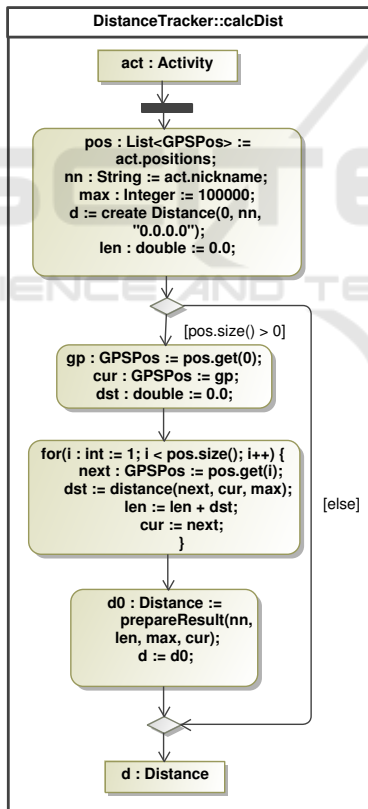 DistanceTracker::calcDist
act : Activity
pos : List<GPSPos> :=
act.positions;
nn : String := act.nickname;
max : Integer := 100000;
d := create Distance(0, nn,
"0.0.0.0");
len : double := 0.0;
[pos.size() > 0]
gp : GPSPos := pos.get(0);
cur : GPSPos := gp;
dst : double := 0.0;
for(i : int := 1; i < pos.size(); i++) {
next : GPSPos := pos.get(i);
dst := distance(next, cur, max);
len := len + dst;
cur := next;
}
[else]
d0 : Distance :=
prepareResult(nn,
len, max, cur);
d := d0;
d : Distance